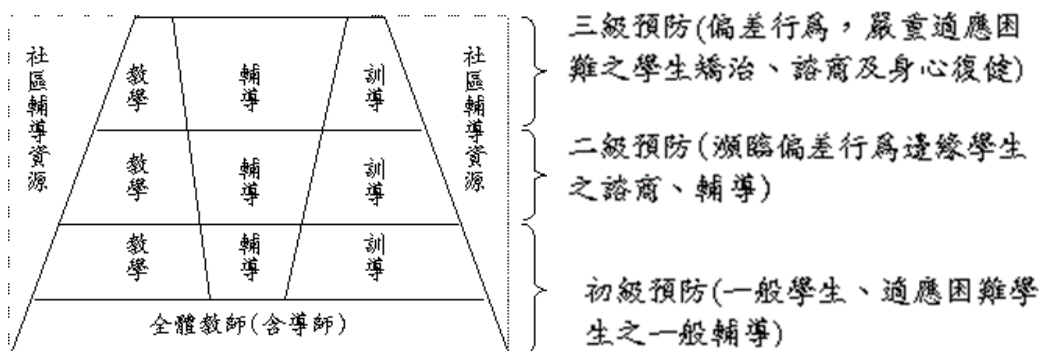 社區輔導資源
教學
輔導
訓導
社區輔導資源
三級預防(偏差行為，嚴重適應困
難之學生矯治、諮商及身心復健)
教學
輔導
訓導
二級預防(瀕臨偏差行為邊緣學生
之諮商、輔導)
教學
輔導
訓導
初級預防(一般學生、適應困難學
生之一般輔導)
全體教師(含導師)